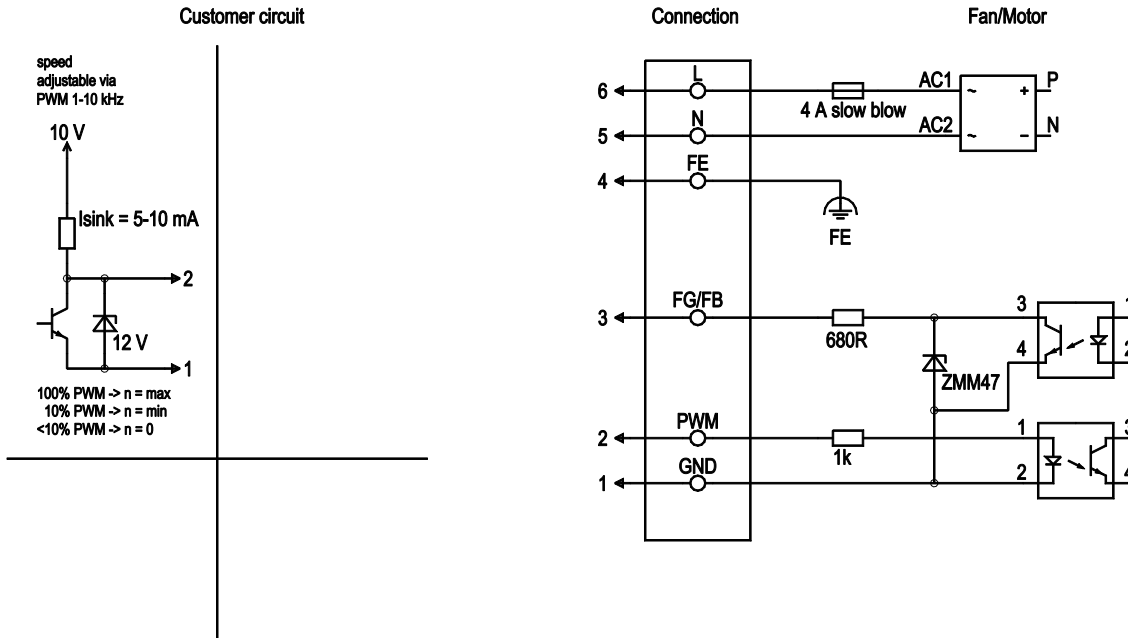 Customer circuit
Connection
Fan/Motor
speed
adjustable via
PWM 1-10 kHz
10 V
Isink = 5-10 mA
2
12 V
1
100% PWM -> n = max
10% PWM -> n = min
<10% PWM -> n = 0
L
6
AC1
~
+
P
4 A slow blow
N
5
AC2
~
–
N
FE
4
FE
FG/FB
3
680R
3
4
ZMM47
2
PWM
1k
1
3
GND
1
2
4